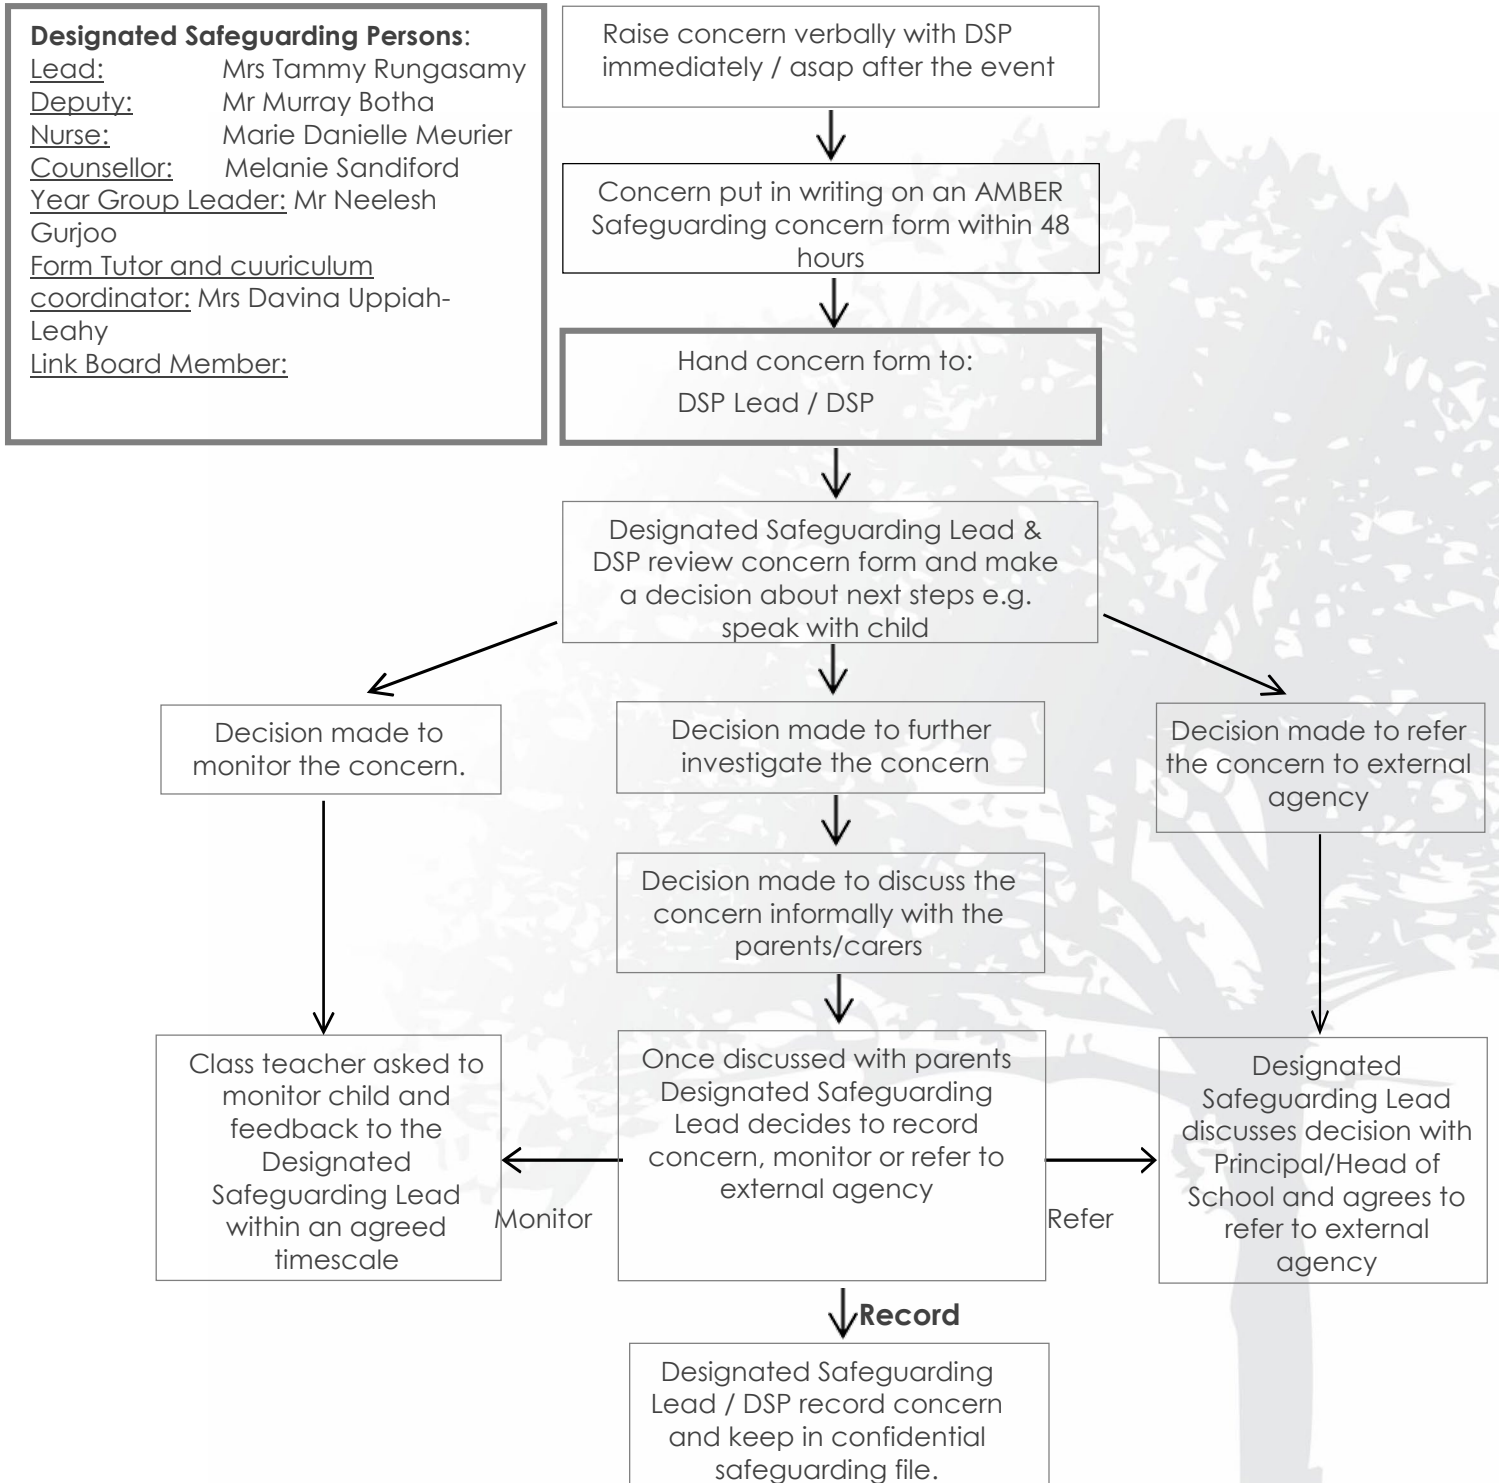 Designated Safeguarding Persons:
Lead: Mrs Tammy Rungasamy
Deputy: Mr Murray Botha
Nurse: Marie Danielle Meurier
Counsellor: Melanie Sandiford
Year Group Leader: Mr Neelesh
Gurjoo
Form Tutor and cuuriculum
coordinator: Mrs Davina Uppiah-
Leahy
Link Board Member:
Raise concern verbally with DSP
immediately / asap after the event
Concern put in writing on an AMBER
Safeguarding concern form within 48
hours
Hand concern form to:
DSP Lead / DSP
Designated Safeguarding Lead &
DSP review concern form and make
a decision about next steps e.g.
speak with child
Decision made to
monitor the concern.
Decision made to further
investigate the concern
Decision made to refer
the concern to external
agency
Decision made to discuss the
concern informally with the
parents/carers
Class teacher asked to
monitor child and
feedback to the
Designated
Safeguarding Lead
within an agreed
timescale
Monitor
Once discussed with parents
Designated Safeguarding
Lead decides to record
concern, monitor or refer to
external agency
Refer
Designated
Safeguarding Lead
discusses decision with
Principal/Head of
School and agrees to
refer to external
agency
Record
Designated Safeguarding
Lead / DSP record concern
and keep in confidential
safeguarding file.